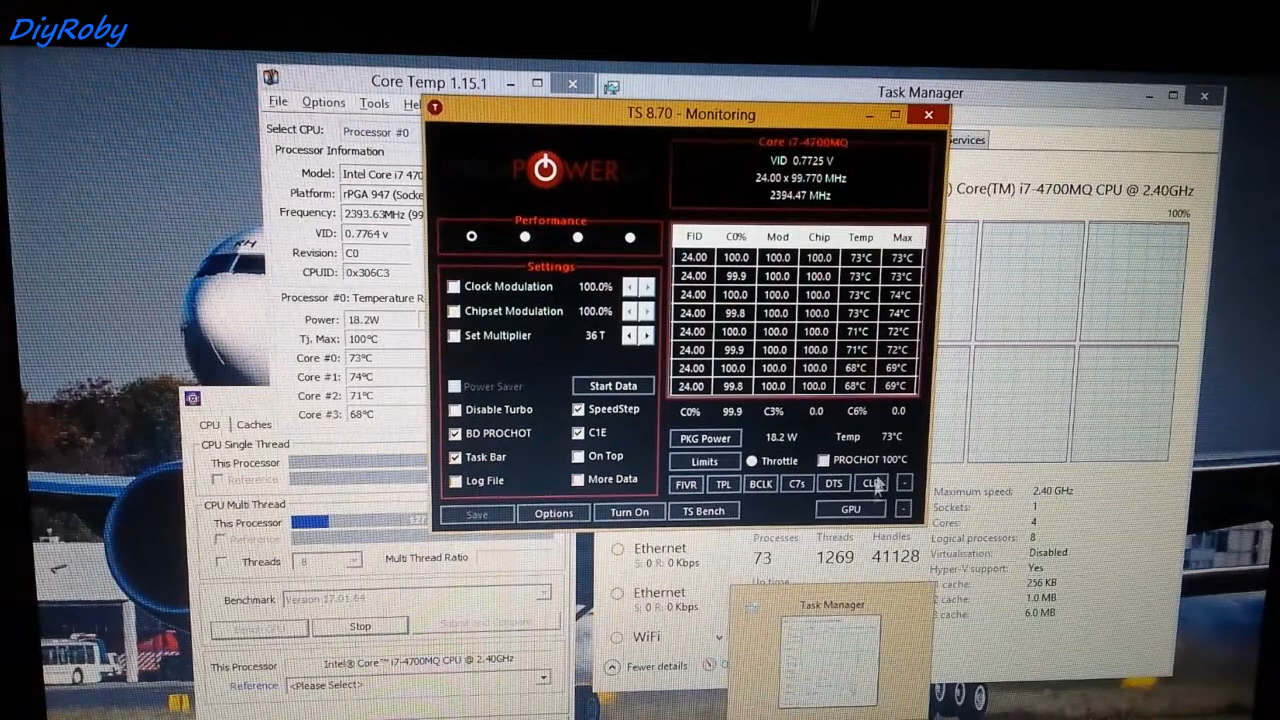 DiyRoby
Core Temp 1.15.1
Task Manager
File Options Tools
TS 8.70 - Monitoring
Select CPU: Processor #0
Processor Information
Model: Intel Core i7 470
Platform: rPGA 947 (Socke
Frequency: 2393.63MHz (99
VID: 0.7764 v
Revision: C0
CPUID: 0x306C3
Processor #0: Temperature R
Power: 18.2W
Tj. Max: 100°C
Core #0: 73°C
Core #1: 74°C
Core #2: 71°C
Core #3: 68°C
POWER
Core i7-4700MQ
VID 0.7725 V
24.00 x 99.770 MHz
2394.47 MHz
Performance
Settings
Clock Modulation 100.0%
Chipset Modulation 100.0%
Set Multiplier 36 T
Power Saver Start Data
Disable Turbo SpeedStep
BD PROCHOT C1E
Task Bar On Top
Log File More Data
Save Options Turn On TS Bench
FID C0% Mod Chip Temp Max
24.00 100.0 100.0 100.0 73°C 73°C
24.00 99.9 100.0 100.0 73°C 73°C
24.00 100.0 100.0 100.0 73°C 74°C
24.00 99.8 100.0 100.0 73°C 74°C
24.00 100.0 100.0 100.0 71°C 72°C
24.00 99.9 100.0 100.0 71°C 72°C
24.00 100.0 100.0 100.0 68°C 69°C
24.00 99.8 100.0 100.0 68°C 69°C
C0% 99.9 C3% 0.0 C6% 0.0
PKG Power 18.2 W Temp 73°C
Limits Throttle PROCHOT 100°C
FIVR TPL BCLK C7s DTS
GPU -
Services
Core(TM) i7-4700MQ CPU @ 2.40GHz
100%
Maximum speed: 2.40 GHz
Sockets: 1
Cores: 4
Logical processors: 8
Virtualisation: Disabled
Hyper-V support: Yes
cache: 256 KB
cache: 1.0 MB
cache: 6.0 MB
Processes Threads Handles
73 1269 41128
Up time
Ethernet
S: 0 R: 0 Kbps
Ethernet
S: 0 R: 0 Kbps
WiFi
Fewer details
Task Manager
CPU Caches
CPU Single Thread
This Processor
Reference
CPU Multi Thread
This Processor
Reference
Threads 8 Multi Thread Ratio
Benchmark Version 17.01.64
Stop
This Processor Intel® Core™ i7-4700MQ CPU @ 2.40GHz
Reference <Please Select>